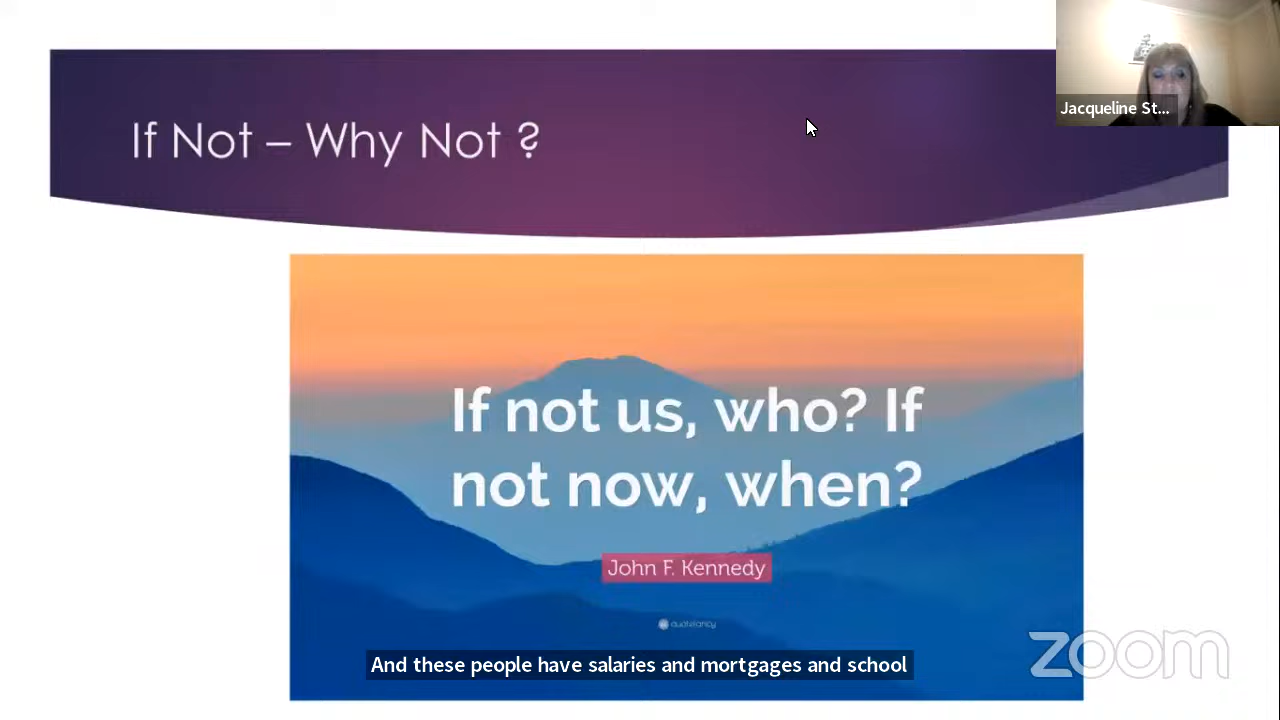 Jacqueline St...
If Not – Why Not ?
If not us, who? If
not now, when?
John F. Kennedy
quotefancy
And these people have salaries and mortgages and school
zoom